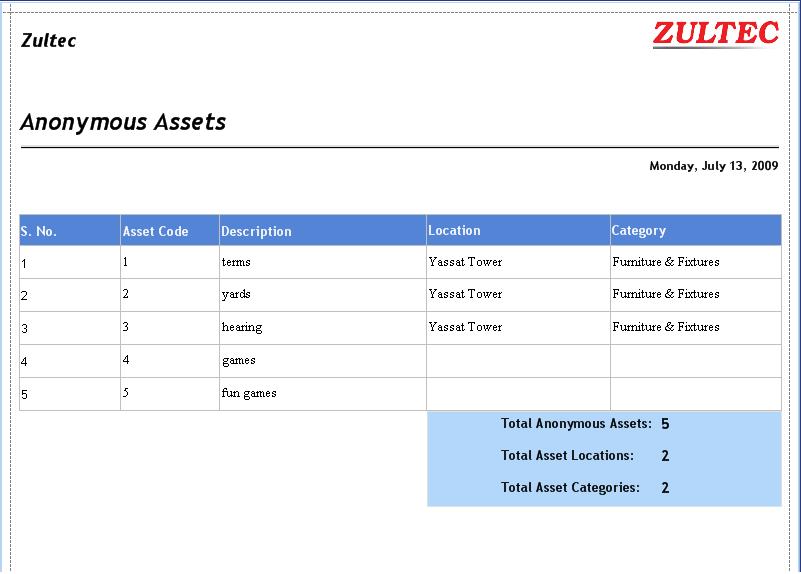 Zultec
ZULTEC
Anonymous Assets
Monday, July 13, 2009
S. No. Asset Code Description Location Category
1 1 terms Yassat Tower Furniture & Fixtures
2 2 yards Yassat Tower Furniture & Fixtures
3 3 hearing Yassat Tower Furniture & Fixtures
4 4 games
5 5 fun games
Total Anonymous Assets: 5
Total Asset Locations: 2
Total Asset Categories: 2